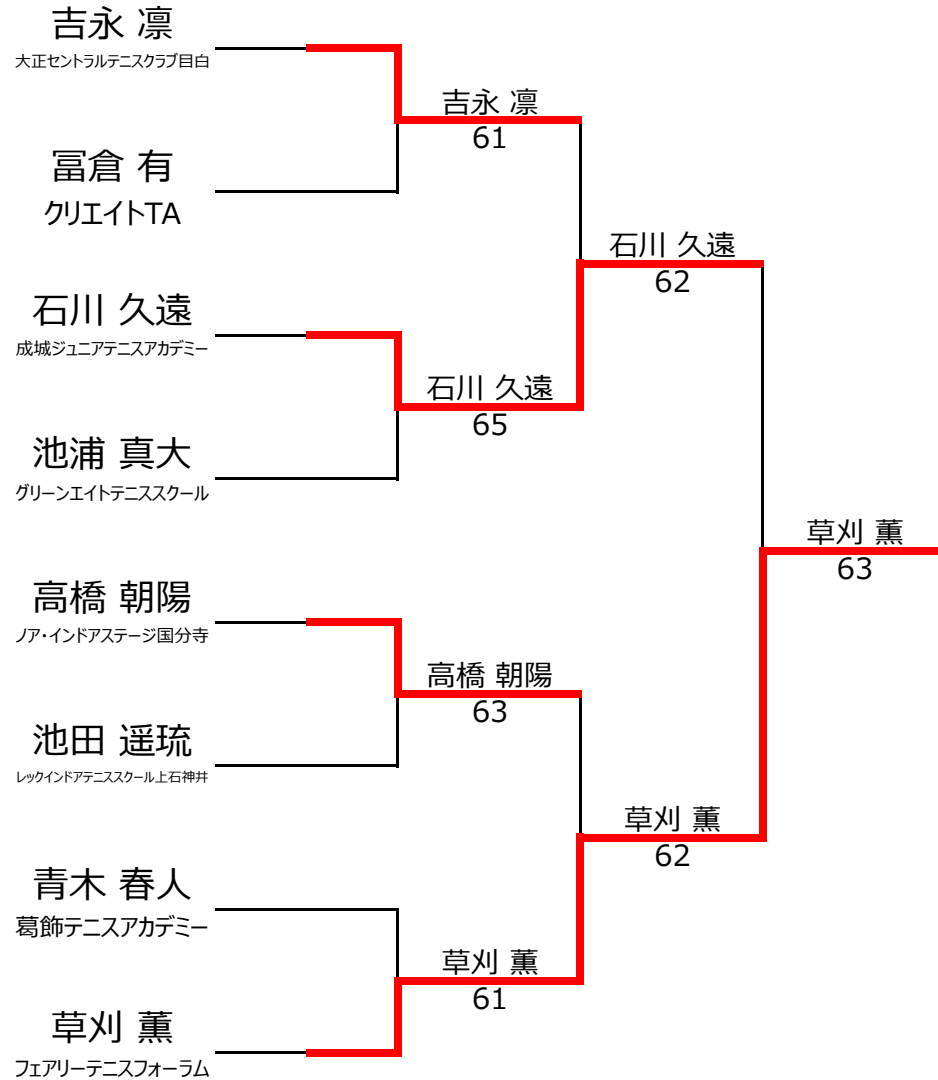 吉永 凛
大正セントラルテニスクラブ目白
吉永 凛
61
冨倉 有
クリエイトTA
石川 久遠
62
石川 久遠
成城ジュニアテニスアカデミー
石川 久遠
65
池浦 真大
グリーンエイトテニススクール
草刈 薫
63
高橋 朝陽
ノア・インドアステージ国分寺
高橋 朝陽
63
池田 遥琉
レックインドアテニススクール上石神井
草刈 薫
62
青木 春人
葛飾テニスアカデミー
草刈 薫
61
草刈 薫
フェアリーテニスフォーラム